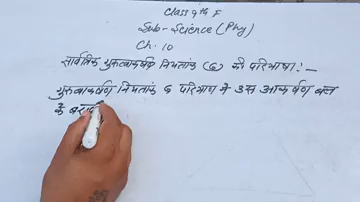 Class 9th F
Sub-Science (Phy)
Ch. 10
सार्वत्रिक गुरुत्वाकर्षण नियतांक (G) की परिभाषा:-
गुरुत्वाकर्षण नियतांक G परिमाण में उस आकर्षण बल
के बराब